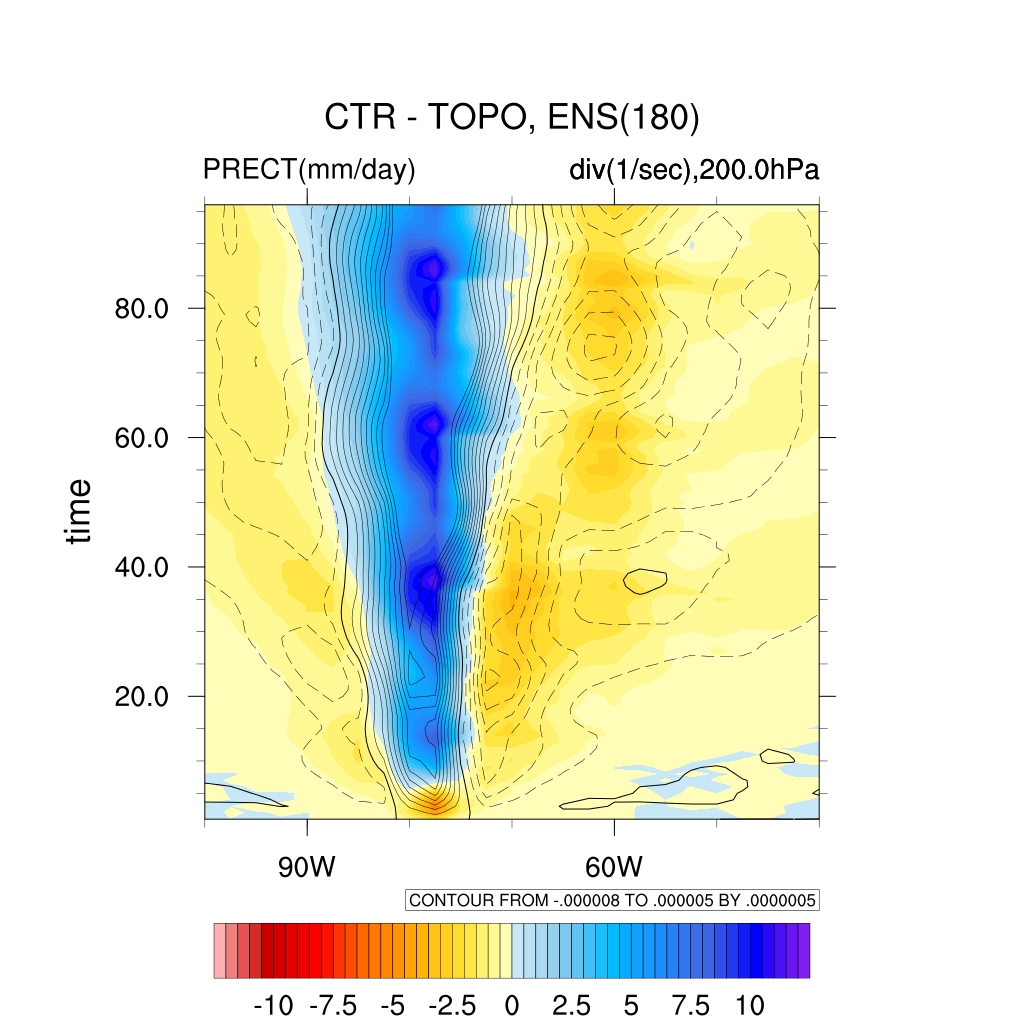 CTR - TOPO, ENS(180)
PRECT(mm/day) div(1/sec),200.0hPa
80.0
60.0
40.0
20.0
time
90W 60W
CONTOUR FROM -.000008 TO .000005 BY .0000005
-10 -7.5 -5 -2.5 0 2.5 5 7.5 10